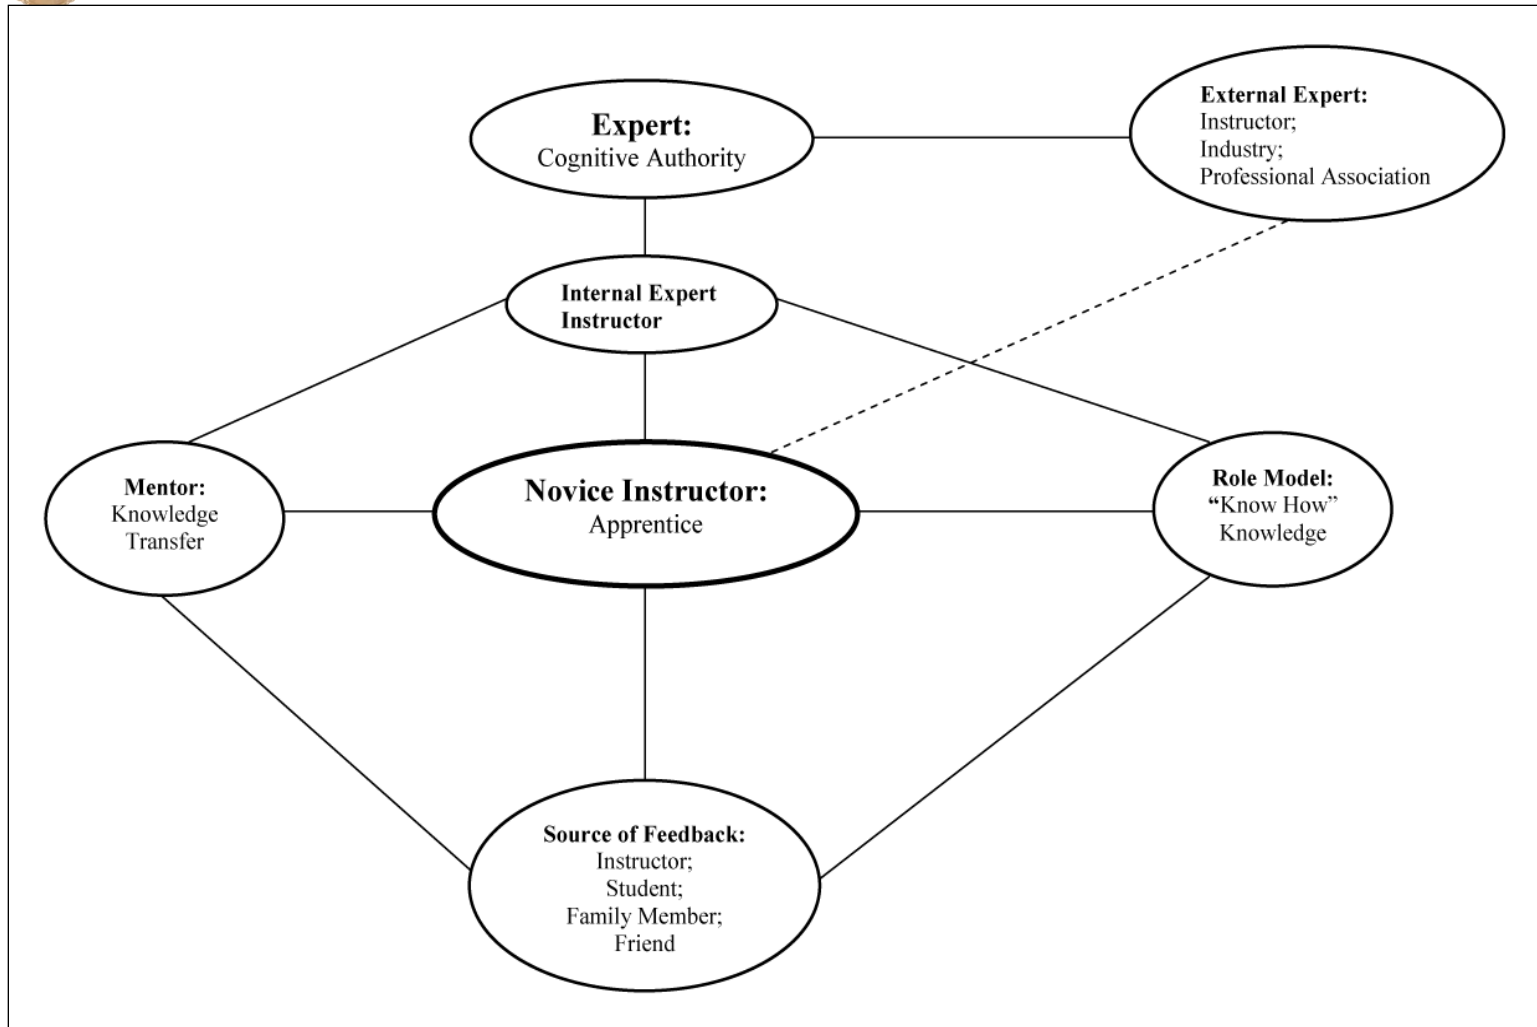 Expert:
Cognitive Authority
External Expert:
Instructor;
Industry;
Professional Association
Internal Expert
Instructor
Mentor:
Knowledge
Transfer
Novice Instructor:
Apprentice
Role Model:
“Know How”
Knowledge
Source of Feedback:
Instructor;
Student;
Family Member;
Friend